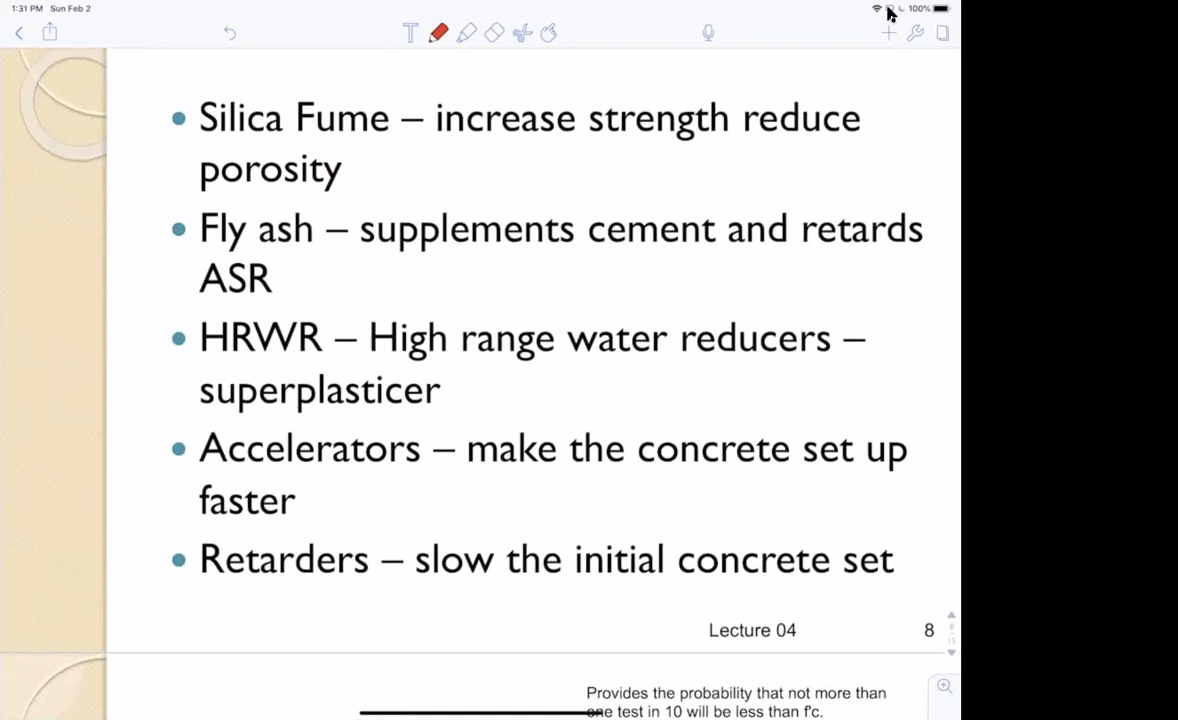 1:31 PM Sun Feb 2
100%
T
• Silica Fume – increase strength reduce
porosity
• Fly ash – supplements cement and retards
ASR
• HRWR – High range water reducers –
superplasticer
• Accelerators – make the concrete set up
faster
• Retarders – slow the initial concrete set
Lecture 04
8
8
15
Provides the probability that not more than
one test in 10 will be less than f'c.